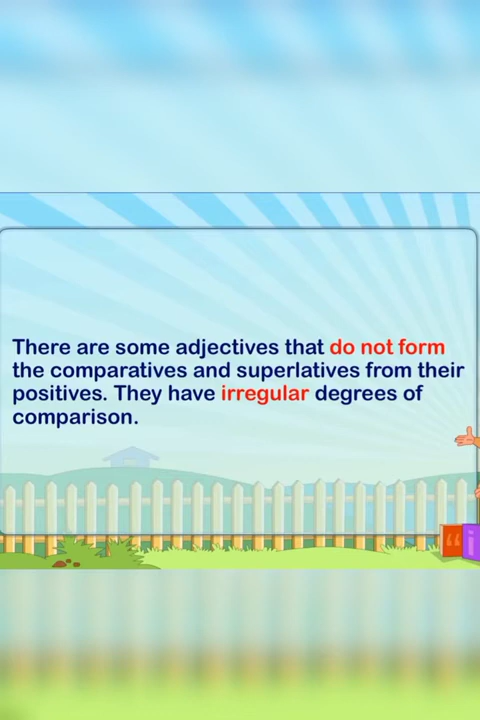 There are some adjectives that do not form
the comparatives and superlatives from their
positives. They have irregular degrees of
comparison.